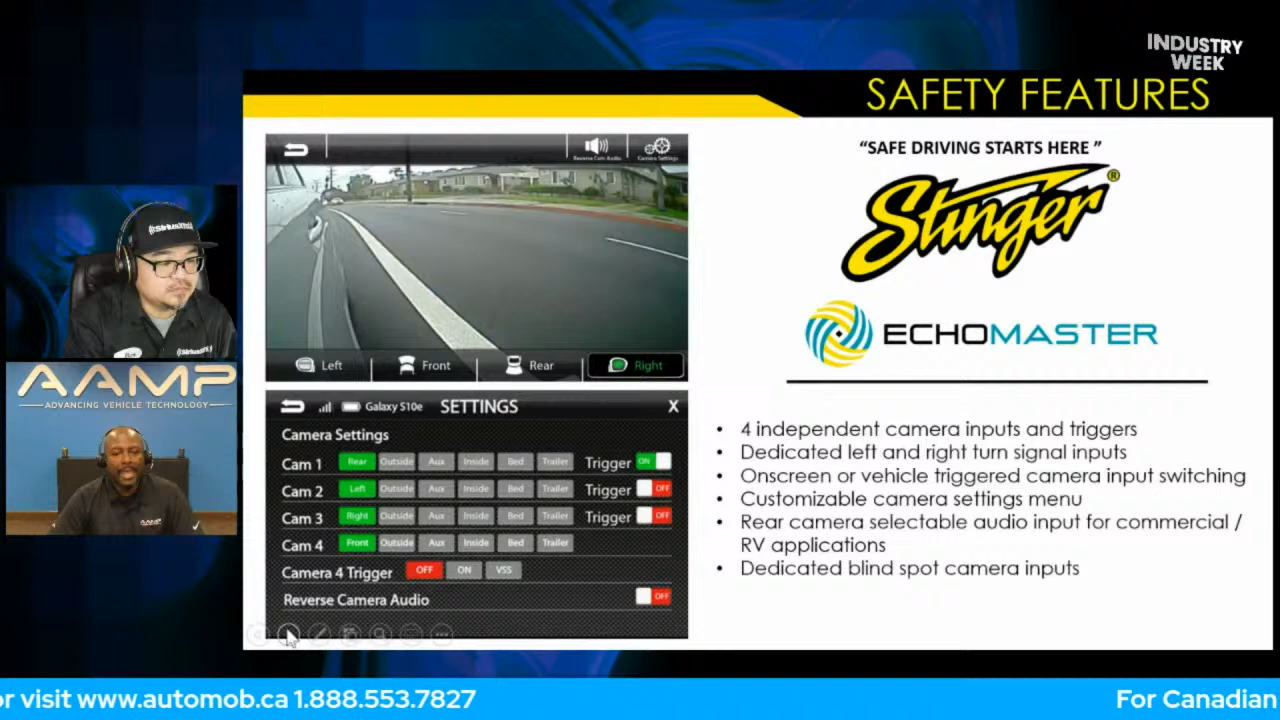 INDUSTRY
WEEK
SAFETY FEATURES
"SAFE DRIVING STARTS HERE "
Stinger®
ECHOMASTER
Reverse Cam Audio
Camera Settings
Left
Front
Rear
Right
Galaxy S10e
SETTINGS
X
Camera Settings
Cam 1 Rear Outside Aux Inside Bed Trailer Trigger ON
Cam 2 Left Outside Aux Inside Bed Trailer Trigger OFF
Cam 3 Right Outside Aux Inside Bed Trailer Trigger OFF
Cam 4 Front Outside Aux Inside Bed Trailer
Camera 4 Trigger OFF ON VSS
Reverse Camera Audio OFF
• 4 independent camera inputs and triggers
• Dedicated left and right turn signal inputs
• Onscreen or vehicle triggered camera input switching
• Customizable camera settings menu
• Rear camera selectable audio input for commercial /
RV applications
• Dedicated blind spot camera inputs
SiriusXM
SiriusXM
AAMP
ADVANCING VEHICLE TECHNOLOGY
AAMP
or visit www.automob.ca 1.888.553.7827
For Canadian